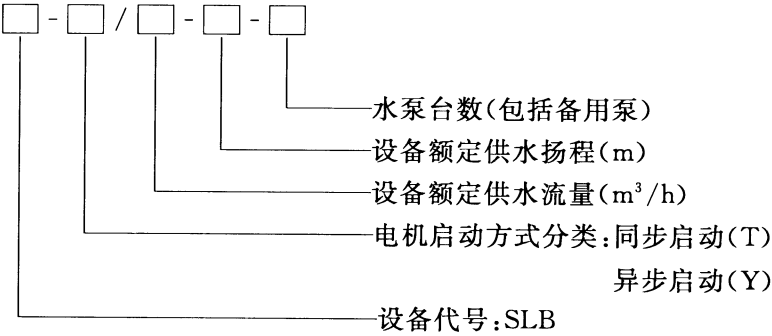 □-□/□-□-□
水泵台数(包括备用泵)
设备额定供水扬程(m)
设备额定供水流量(m³/h)
电机启动方式分类:同步启动(T)
异步启动(Y)
设备代号:SLB